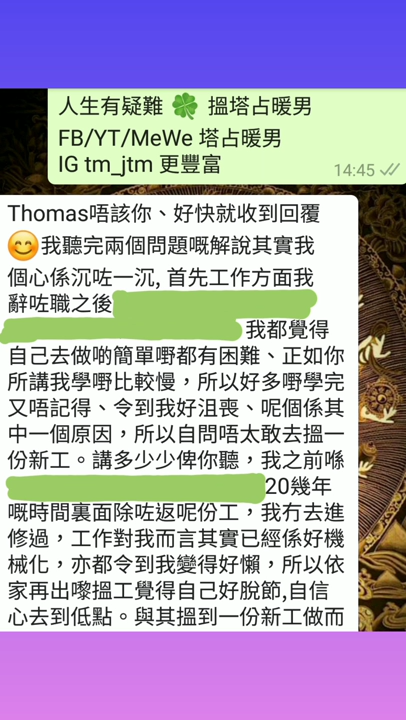 人生有疑難 🍀 搵塔占暖男
FB/YT/MeWe 塔占暖男
IG tm_jtm 更豐富
14:45
Thomas唔該你、好快就收到回覆
😊我聽完兩個問題嘅解說其實我
個心係沉咗一沉, 首先工作方面我
辭咗職之後
我都覺得
自己去做啲簡單嘢都有困難、正如你
所講我學嘢比較慢，所以好多嘢學完
又唔記得、令到我好沮喪、呢個係其
中一個原因，所以自問唔太敢去搵一
份新工。講多少少俾你聽，我之前喺
20幾年
嘅時間裏面除咗返呢份工，我冇去進
修過，工作對我而言其實已經係好機
械化，亦都令到我變得好懶，所以依
家再出嚟搵工覺得自己好脫節,自信
心去到低點。與其搵到一份新工做而